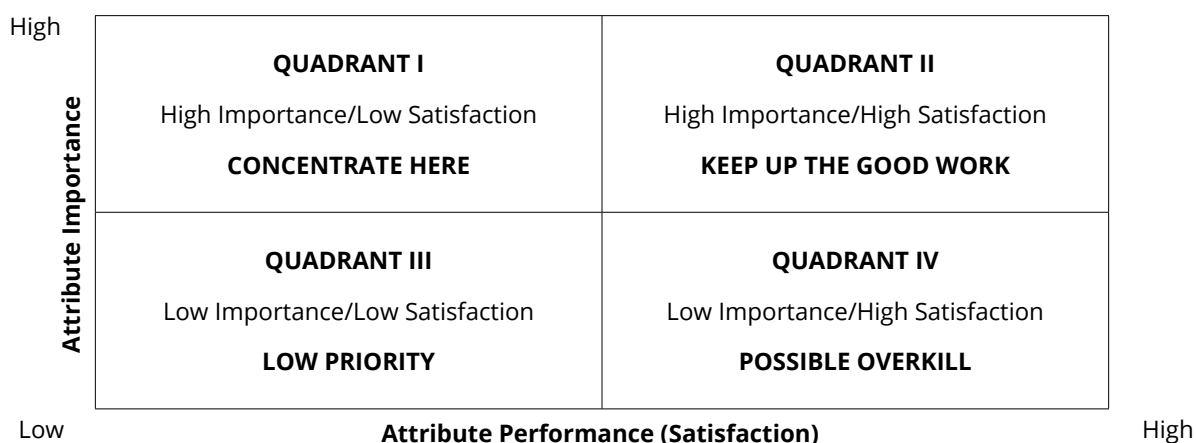 High
Attribute Importance
QUADRANT I
High Importance/Low Satisfaction
CONCENTRATE HERE
QUADRANT II
High Importance/High Satisfaction
KEEP UP THE GOOD WORK
QUADRANT III
Low Importance/Low Satisfaction
LOW PRIORITY
QUADRANT IV
Low Importance/High Satisfaction
POSSIBLE OVERKILL
Low
Attribute Performance (Satisfaction)
High